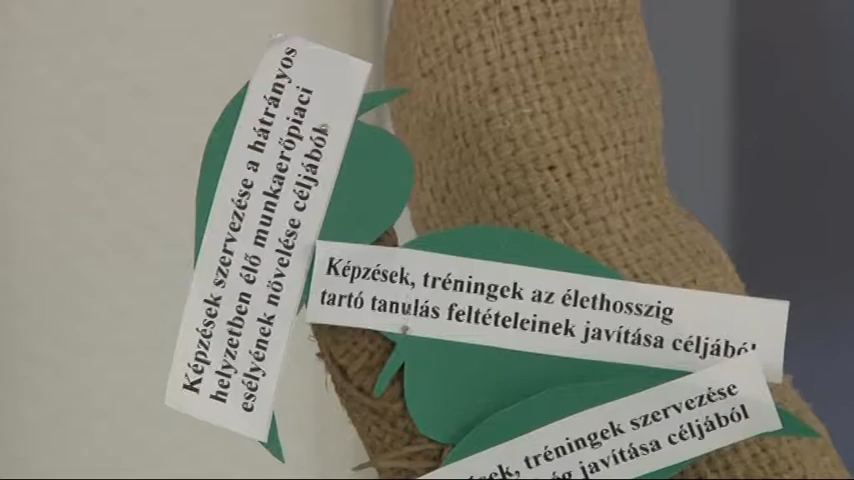 Képzések szervezése a hátrányos
helyzetben élő munkaerőpiaci
esélyének növelése céljából
Képzések, tréningek az élethosszig
tartó tanulás feltételeinek javítása céljából
tréningek szervezése
javítása céljából